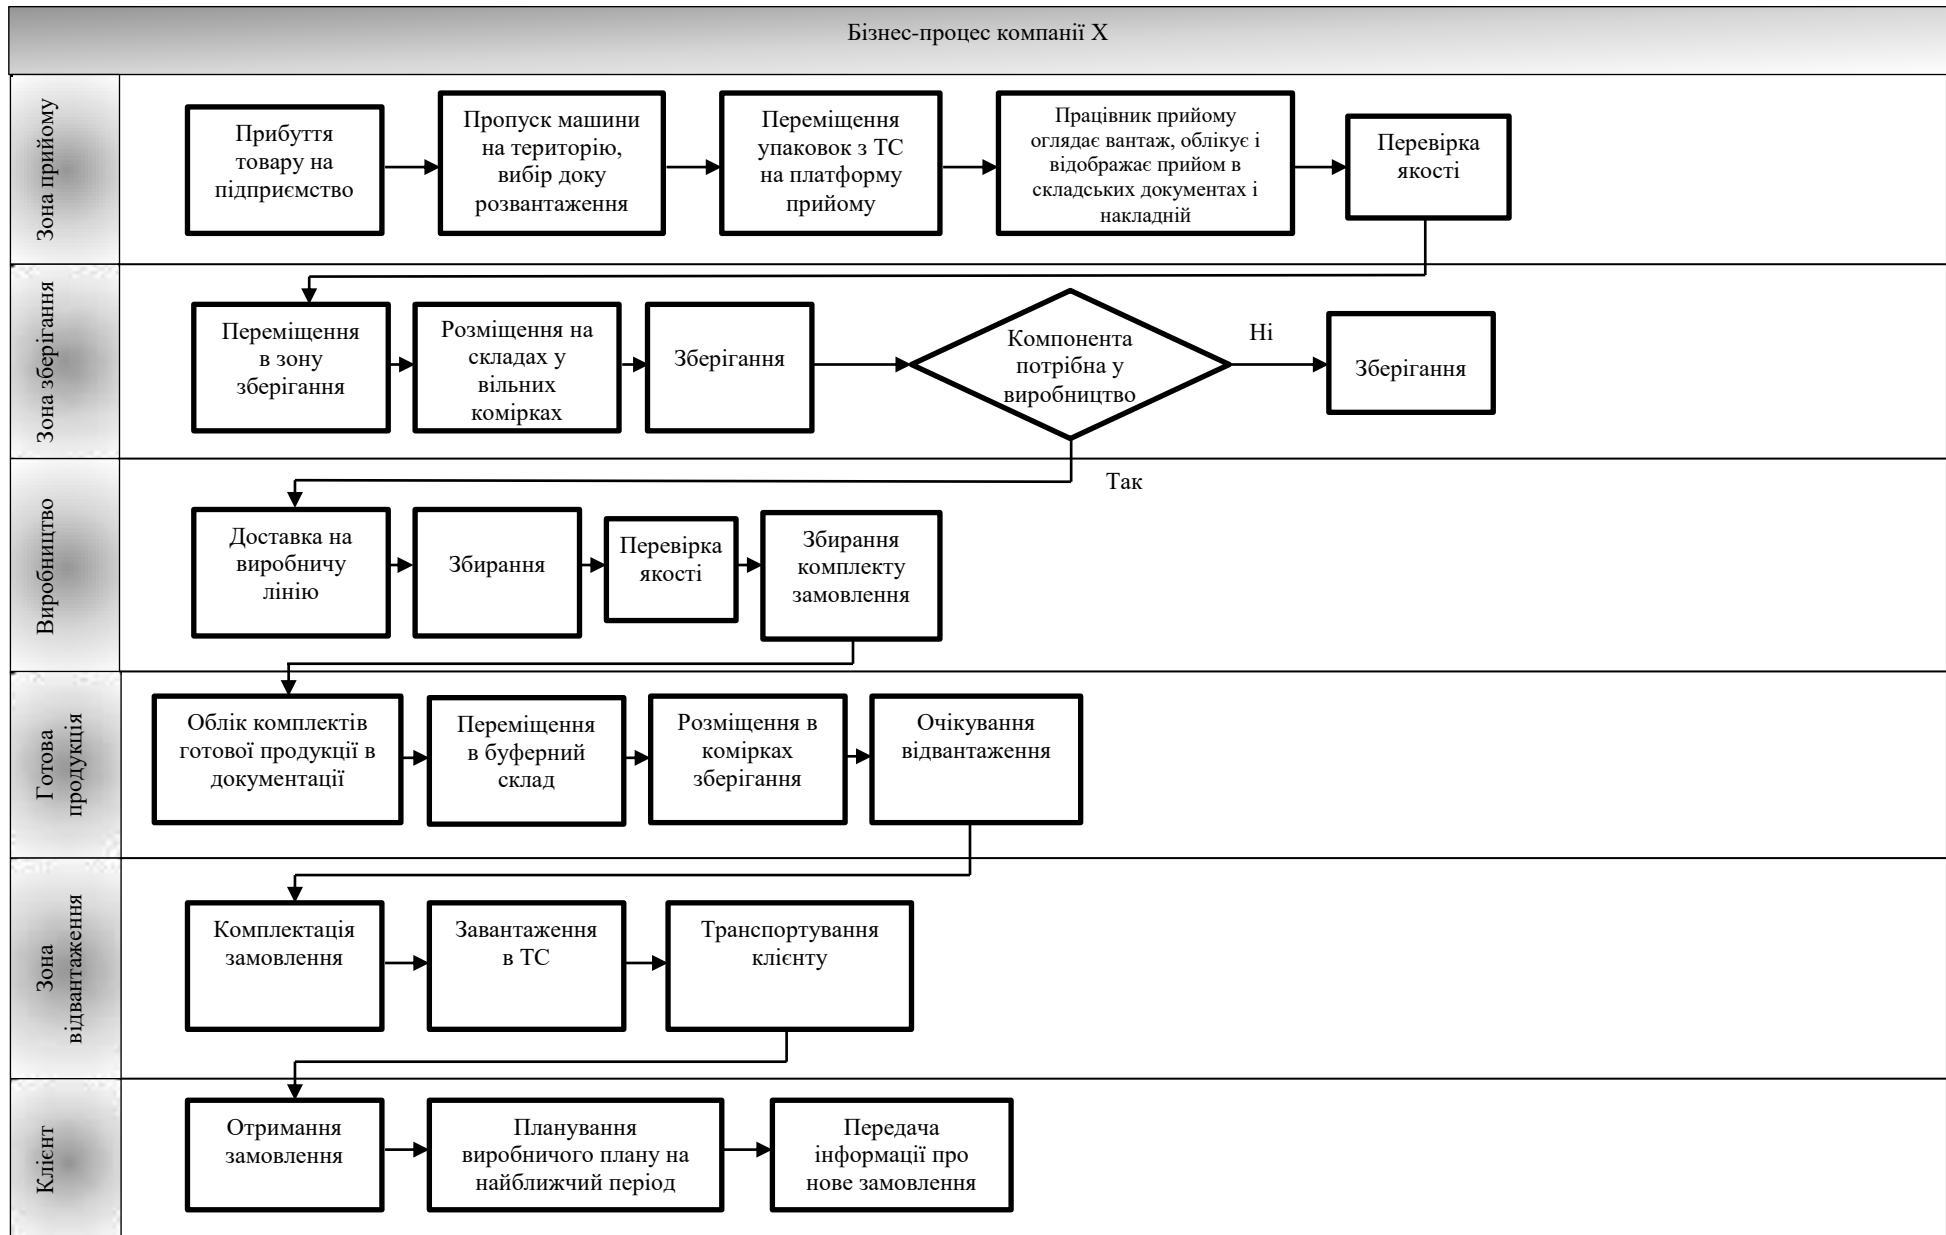 Бізнес-процес компанії X
Зона прийому
Прибуття
товару на
підприємство
Пропуск машини
на територію,
вибір доку
розвантаження
Переміщення
упаковок з ТС
на платформу
прийому
Працівник прийому
оглядає вантаж, облікує і
відображає прийом в
складських документах і
накладній
Перевірка
якості
Зона зберігання
Переміщення
в зону
зберігання
Розміщення на
складах у
вільних
комірках
Зберігання
Компонента
потрібна у
виробництво
Ні
Зберігання
Виробництво
Так
Доставка на
виробничу
лінію
Збирання
Перевірка
якості
Збирання
комплекту
замовлення
Готова
продукція
Облік комплектів
готової продукції в
документації
Переміщення
в буферний
склад
Розміщення в
комірках
зберігання
Очікування
відвантаження
Зона
відвантаження
Комплектація
замовлення
Завантаження
в ТС
Транспортування
клієнту
Клієнт
Отримання
замовлення
Планування
виробничого плану на
найближчий період
Передача
інформації про
нове замовлення